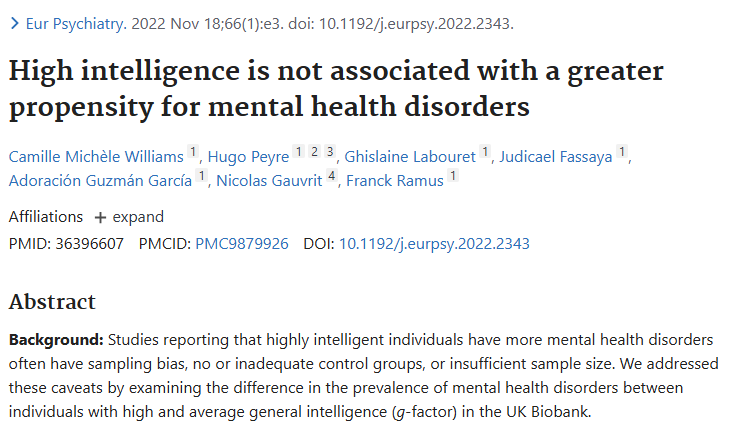 > Eur Psychiatry. 2022 Nov 18;66(1):e3. doi: 10.1192/j.eurpsy.2022.2343.
High intelligence is not associated with a greater
propensity for mental health disorders
Camille Michèle Williams 1, Hugo Peyre 1 2 3, Ghislaine Labouret 1, Judicael Fassaya 1,
Adoración Guzmán García 1, Nicolas Gauvrit 4, Franck Ramus 1
Affiliations + expand
PMID: 36396607 PMCID: PMC9879926 DOI: 10.1192/j.eurpsy.2022.2343
Abstract
Background: Studies reporting that highly intelligent individuals have more mental health disorders
often have sampling bias, no or inadequate control groups, or insufficient sample size. We addressed
these caveats by examining the difference in the prevalence of mental health disorders between
individuals with high and average general intelligence (g-factor) in the UK Biobank.